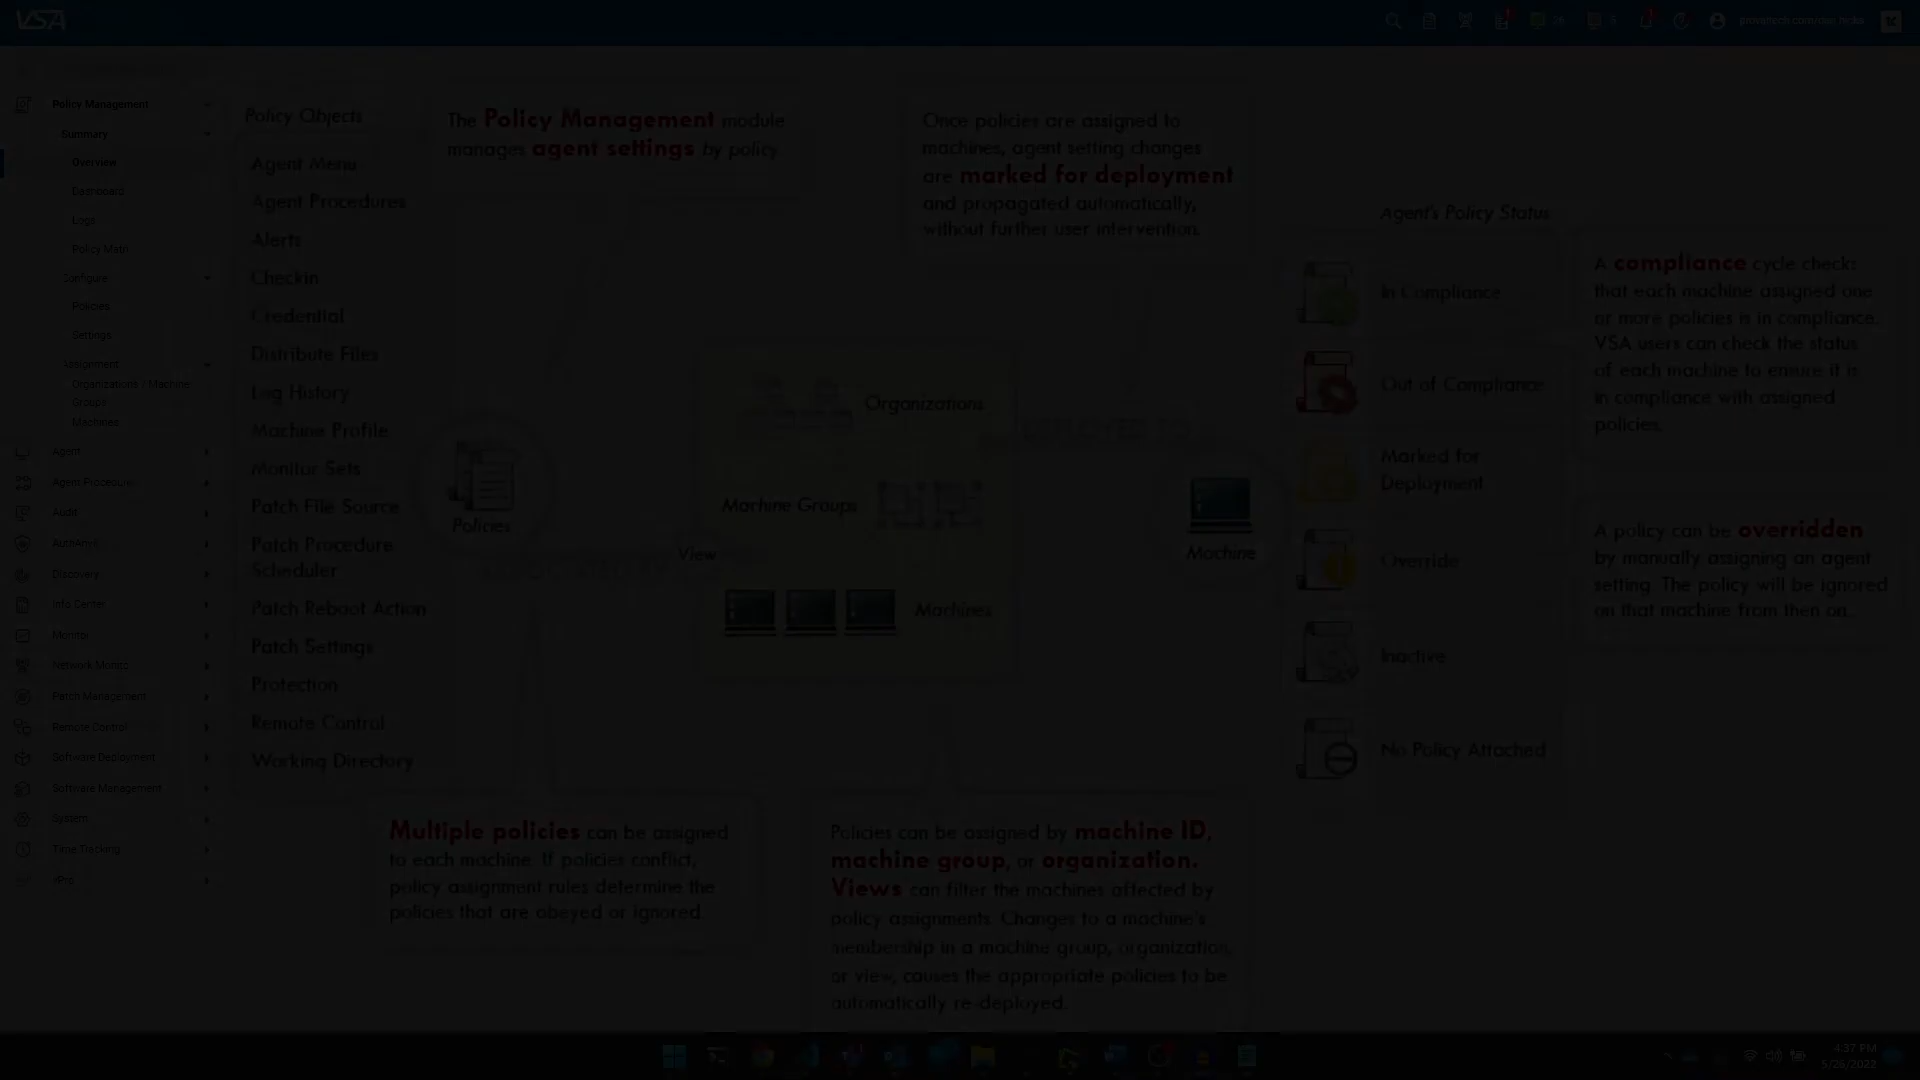 VSA
Policy Management
Summary
Overview
Dashboard
Logs
Policy Matrix
Configure
Policies
Settings
Assignment
Organizations / Machine
Groups
Machines
Agent
Agent Procedures
Audit
AuthAnvil
Discovery
Info Center
Monitor
Network Monitor
Patch Management
Remote Control
Software Deployment
Software Management
System
Time Tracking
vPro
Policy Objects
Agent Menu
Agent Procedures
Alerts
Checkin
Credential
Distribute Files
Log History
Machine Profile
Monitor Sets
Patch File Source
Patch Procedure
Scheduler
Patch Reboot Action
Patch Settings
Protection
Remote Control
Working Directory
The Policy Management module
manages agent settings by policy
Policies
View
Organizations
Machine Groups
Machines
DEPLOYED TO
Machine
Once policies are assigned to
machines, agent setting changes
are marked for deployment
and propagated automatically,
without further user intervention.
Agent's Policy Status
In Compliance
Out of Compliance
Marked for
Deployment
Override
Inactive
No Policy Attached
A compliance cycle checks
that each machine assigned one
or more policies is in compliance.
VSA users can check the status
of each machine to ensure it is
in compliance with assigned
policies.
A policy can be overridden
by manually assigning an agent
setting. The policy will be ignored
on that machine from then on.
Multiple policies can be assigned
to each machine. If policies conflict,
policy assignment rules determine the
policies that are obeyed or ignored.
Policies can be assigned by machine ID,
machine group, or organization.
Views can filter the machines affected by
policy assignments. Changes to a machine's
membership in a machine group, organization,
or view, causes the appropriate policies to be
automatically re-deployed.
4:37 PM
5/26/2022